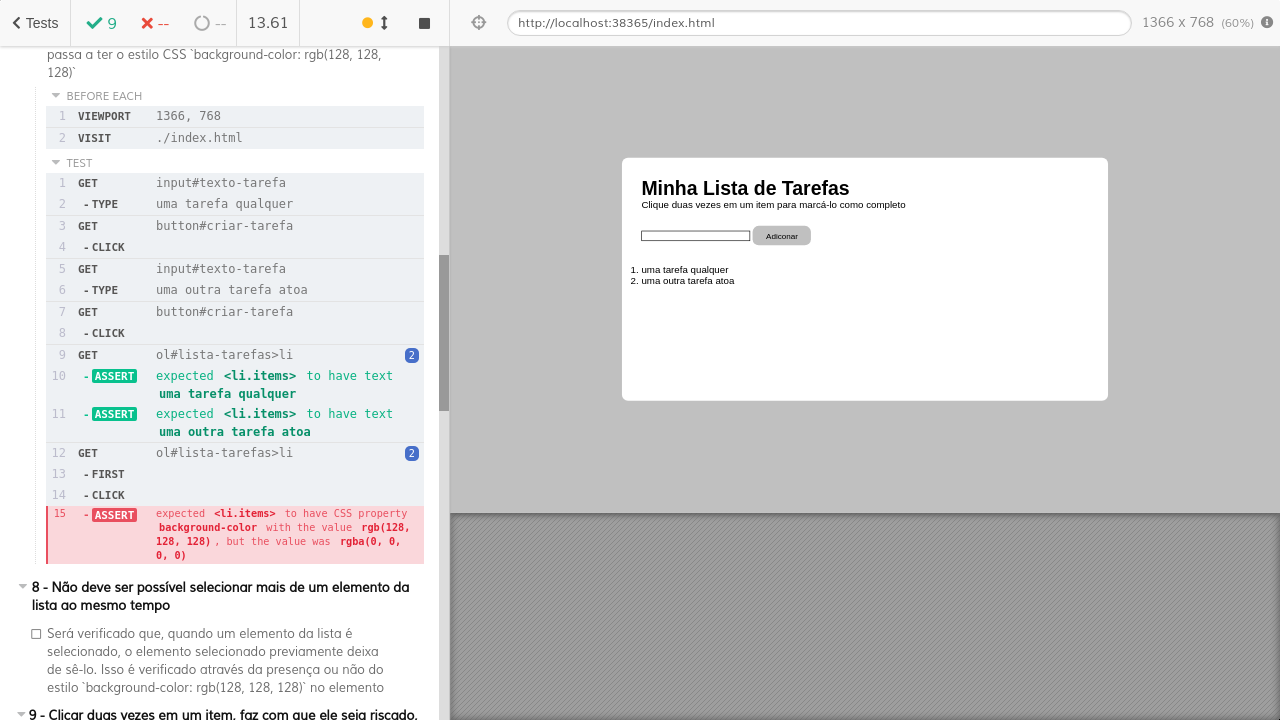 Tests 9 -- -- 13.61
http://localhost:38365/index.html 1366 x 768 (60%)
passa a ter o estilo CSS `background-color: rgb(128, 128,
128)`
BEFORE EACH
1 VIEWPORT 1366, 768
2 VISIT ./index.html
TEST
1 GET input#texto-tarefa
2 -TYPE uma tarefa qualquer
3 GET button#criar-tarefa
4 -CLICK
5 GET input#texto-tarefa
6 -TYPE uma outra tarefa atoa
7 GET button#criar-tarefa
8 -CLICK
9 GET ol#lista-tarefas>li 2
10 -ASSERT expected <li.items> to have text
uma tarefa qualquer
11 -ASSERT expected <li.items> to have text
uma outra tarefa atoa
12 GET ol#lista-tarefas>li 2
13 -FIRST
14 -CLICK
15 -ASSERT expected <li.items> to have CSS property
background-color with the value rgb(128,
128, 128) , but the value was rgba(0, 0,
0, 0)
8 - Não deve ser possível selecionar mais de um elemento da
lista ao mesmo tempo
Será verificado que, quando um elemento da lista é
selecionado, o elemento selecionado previamente deixa
de sê-lo. Isso é verificado através da presença ou não do
estilo `background-color: rgb(128, 128, 128)` no elemento
9 - Clicar duas vezes em um item, faz com que ele seja riscado,
Minha Lista de Tarefas
Clique duas vezes em um item para marcá-lo como completo
Adiconar
1. uma tarefa qualquer
2. uma outra tarefa atoa